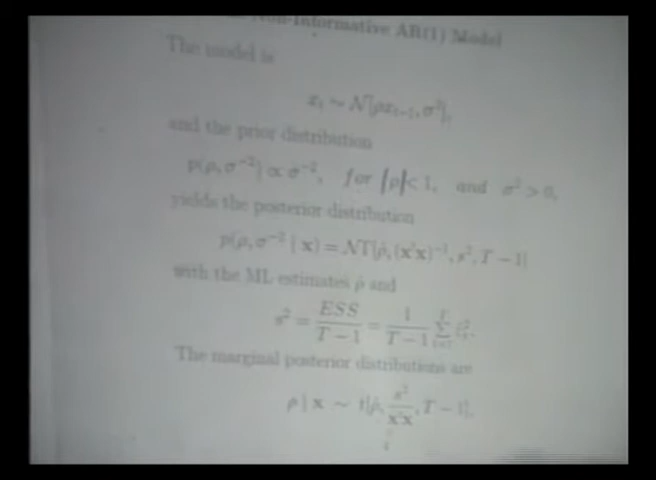 Non-Informative AR(1) Model
The model is
x_t ~ N[ρx_{t-1}, σ²],
and the prior distribution
p(ρ, σ⁻²) ∝ σ⁻², for |ρ| < 1, and σ² > 0,
yields the posterior distribution
p(ρ, σ⁻² | x) = NT[ρ̂, (x'x)⁻¹, s², T − 1]
with the ML estimates ρ̂ and
s² = ESS / (T − 1) = 1 / (T − 1) Σ
The marginal posterior distributions are
ρ | x ~ t[ρ̂, s² / x'x, T − 1],